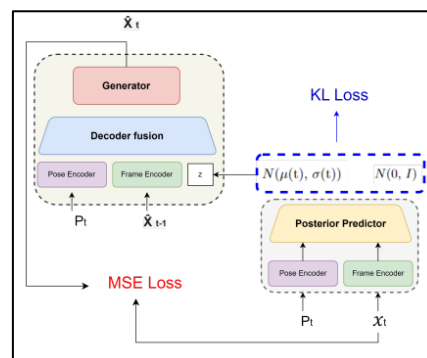 X̂ t
Generator
KL Loss
Decoder fusion
N(μ(t), σ(t)) N(0, I)
Pose Encoder Frame Encoder z
Posterior Predictor
Pt X̂ t-1
Pose Encoder Frame Encoder
MSE Loss
Pt xt